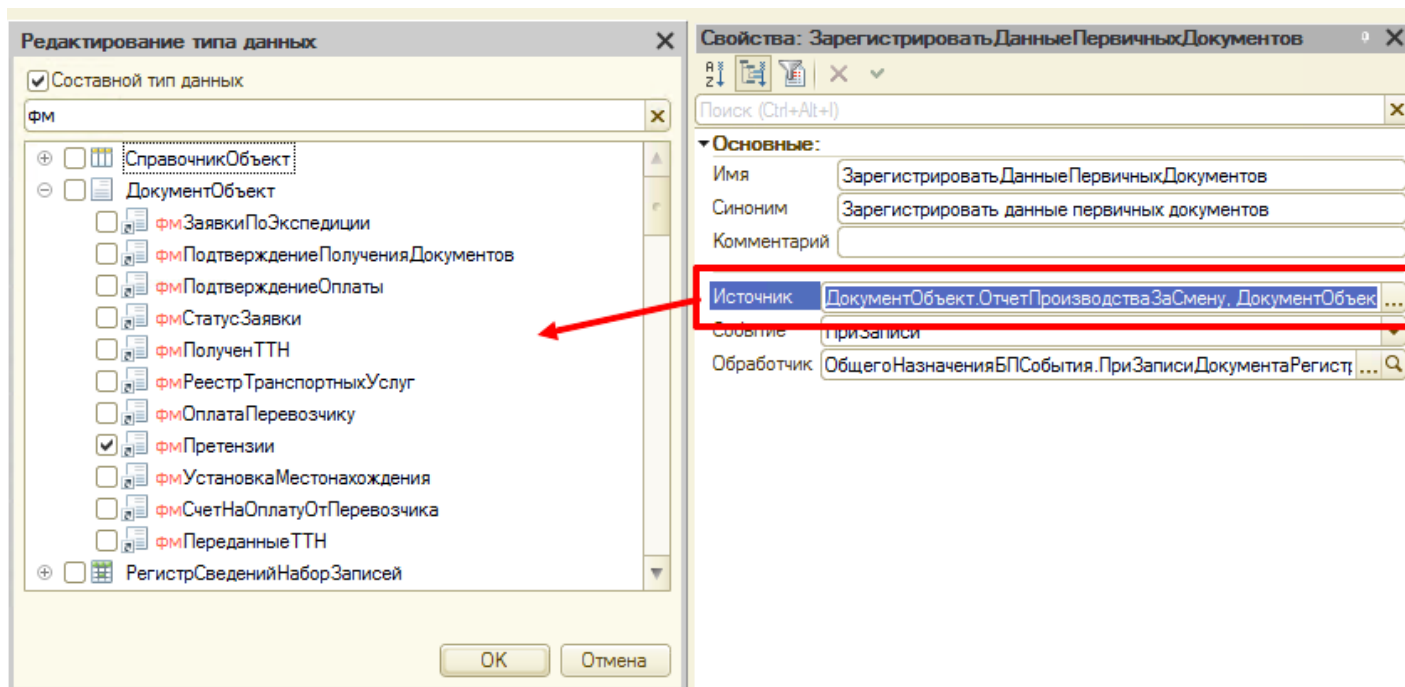 Редактирование типа данных
Составной тип данных
фм
СправочникОбъект
ДокументОбъект
фмЗаявкиПоЭкспедиции
фмПодтверждениеПолученияДокументов
фмПодтверждениеОплаты
фмСтатусЗаявки
фмПолученТТН
фмРеестрТранспортныхУслуг
фмОплатаПеревозчику
фмПретензии
фмУстановкаМестонахождения
фмСчетНаОплатуОтПеревозчика
фмПереданныеТТН
РегистрСведенийНаборЗаписей
OK
Отмена
Свойства: ЗарегистрироватьДанныеПервичныхДокументов
Поиск (Ctrl+Alt+I)
Основные:
Имя ЗарегистрироватьДанныеПервичныхДокументов
Синоним Зарегистрировать данные первичных документов
Комментарий
Источник ДокументОбъект.ОтчетПроизводстваЗаСмену, ДокументОбъек ...
Событие ПриЗаписи
Обработчик ОбщегоНазначенияБПСобытия.ПриЗаписиДокументаРегистр ...